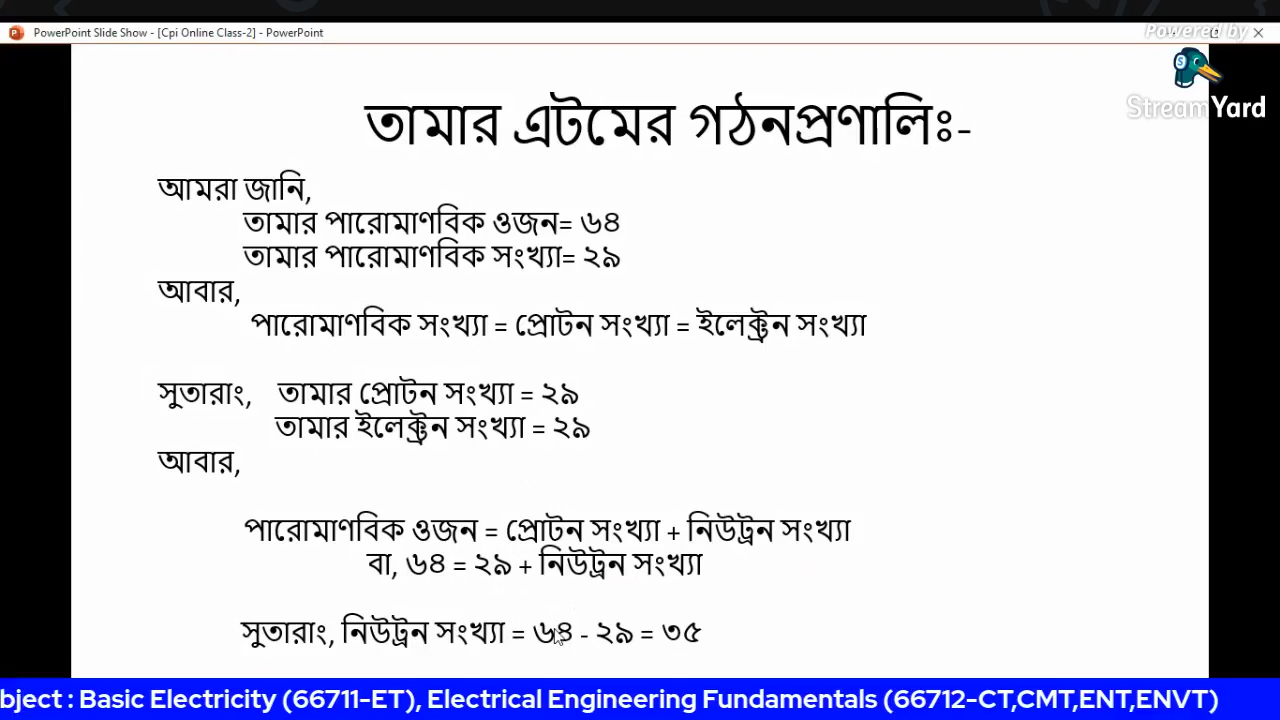 PowerPoint Slide Show - [Cpi Online Class-2] - PowerPoint
Powered by
StreamYard
তামার এটমের গঠনপ্রণালিঃ-
আমরা জানি,
তামার পারোমাণবিক ওজন= ৬৪
তামার পারোমাণবিক সংখ্যা= ২৯
আবার,
পারোমাণবিক সংখ্যা = প্রোটন সংখ্যা = ইলেক্ট্রন সংখ্যা
সুতারাং, তামার প্রোটন সংখ্যা = ২৯
তামার ইলেক্ট্রন সংখ্যা = ২৯
আবার,
পারোমাণবিক ওজন = প্রোটন সংখ্যা + নিউট্রন সংখ্যা
বা, ৬৪ = ২৯ + নিউট্রন সংখ্যা
সুতারাং, নিউট্রন সংখ্যা = ৬৪ - ২৯ = ৩৫
bject : Basic Electricity (66711-ET), Electrical Engineering Fundamentals (66712-CT,CMT,ENT,ENVT)